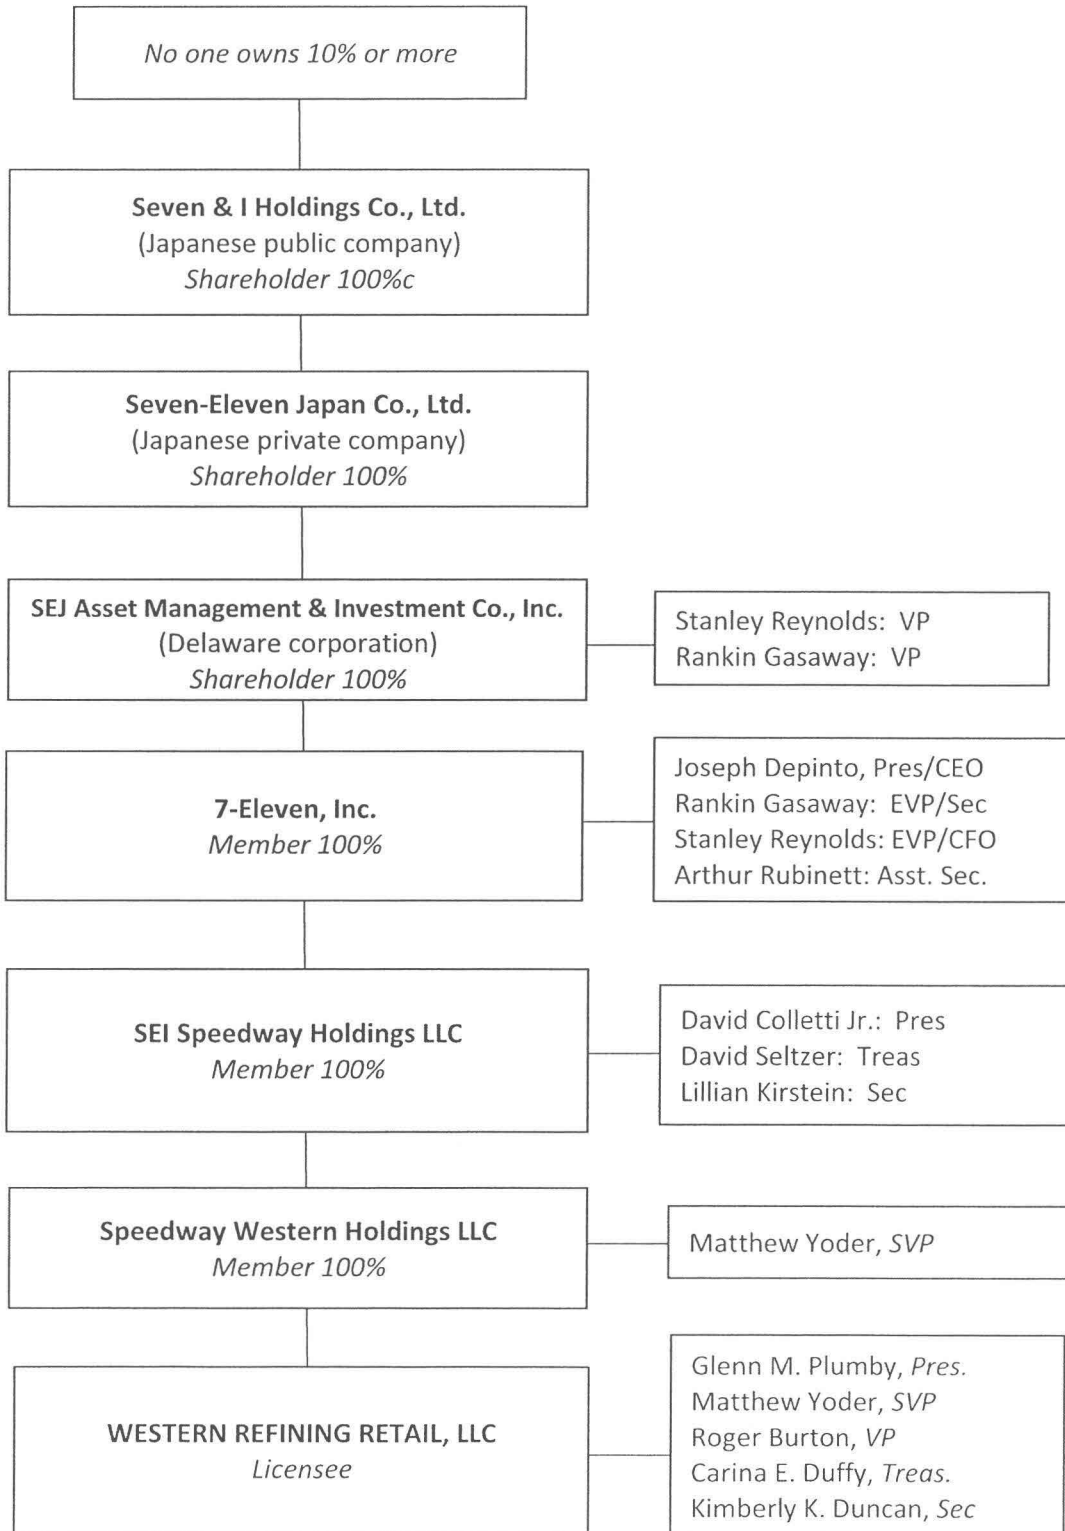 No one owns 10% or more
Seven & I Holdings Co., Ltd.
(Japanese public company)
Shareholder 100%c
Seven-Eleven Japan Co., Ltd.
(Japanese private company)
Shareholder 100%
SEJ Asset Management & Investment Co., Inc.
(Delaware corporation)
Shareholder 100%
Stanley Reynolds: VP
Rankin Gasaway: VP
7-Eleven, Inc.
Member 100%
Joseph Depinto, Pres/CEO
Rankin Gasaway: EVP/Sec
Stanley Reynolds: EVP/CFO
Arthur Rubinett: Asst. Sec.
SEI Speedway Holdings LLC
Member 100%
David Colletti Jr.: Pres
David Seltzer: Treas
Lillian Kirstein: Sec
Speedway Western Holdings LLC
Member 100%
Matthew Yoder, SVP
WESTERN REFINING RETAIL, LLC
Licensee
Glenn M. Plumby, Pres.
Matthew Yoder, SVP
Roger Burton, VP
Carina E. Duffy, Treas.
Kimberly K. Duncan, Sec